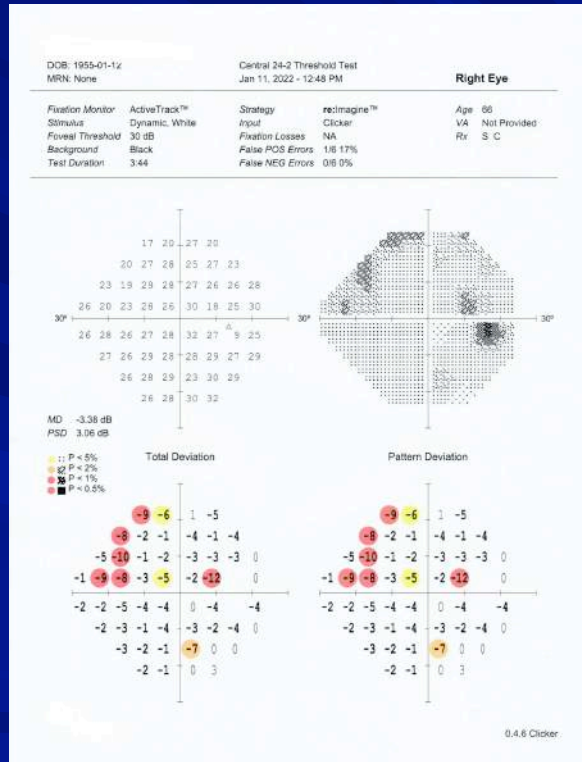 DOB: 1955-01-12 Central 24-2 Threshold Test
MRN: None Jan 11, 2022 - 12:48 PM Right Eye
Fixation Monitor ActiveTrack™ Strategy re:Imagine™ Age 66
Stimulus Dynamic, White Input Clicker VA Not Provided
Foveal Threshold 30 dB Fixation Losses NA Rx S C
Background Black False POS Errors 1/6 17%
Test Duration 3:44 False NEG Errors 0/6 0%
17 20 27 20
20 27 28 25 27 23
23 19 29 28 27 26 26 28
26 20 23 28 26 30 18 25 30
30° 30° 30°
26 28 26 27 28 32 27 9 25
27 26 29 28 28 29 27 29
26 28 29 23 30 29
26 28 30 32
MD -3.38 dB
PSD 3.06 dB
P < 5% Total Deviation Pattern Deviation
P < 2%
P < 1%
P < 0.5%
-9 -6 1 -5 -9 -6 1 -5
-8 -2 -1 -4 -1 -4 -8 -2 -1 -4 -1 -4
-5 -10 -1 -2 -3 -3 -3 0 -5 -10 -1 -2 -3 -3 -3 0
-1 -9 -8 -3 -5 -2 -12 0 -1 -9 -8 -3 -5 -2 -12 0
-2 -2 -5 -4 -4 0 -4 -4 -2 -2 -5 -4 -4 0 -4 -4
-2 -3 -1 -4 -3 -2 -4 0 -2 -3 -1 -4 -3 -2 -4 0
-3 -2 -1 -7 0 0 -3 -2 -1 -7 0 0
-2 -1 0 3 -2 -1 0 3
0.4.6 Clicker